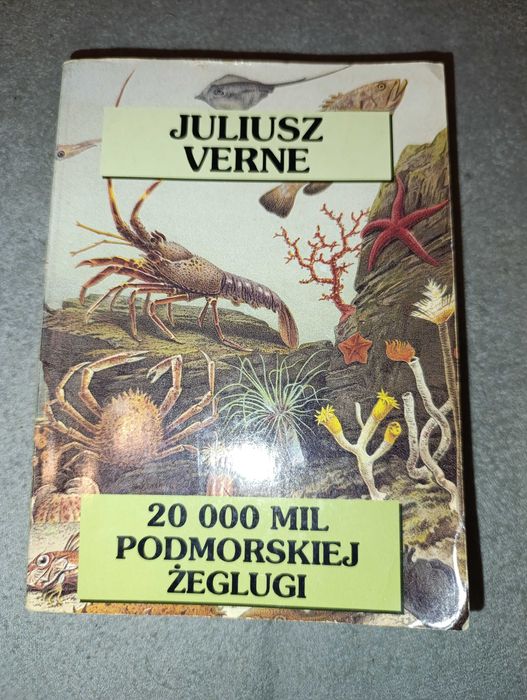 JULIUSZ
VERNE
20 000 MIL
PODMORSKIEJ
ŻEGLUGI